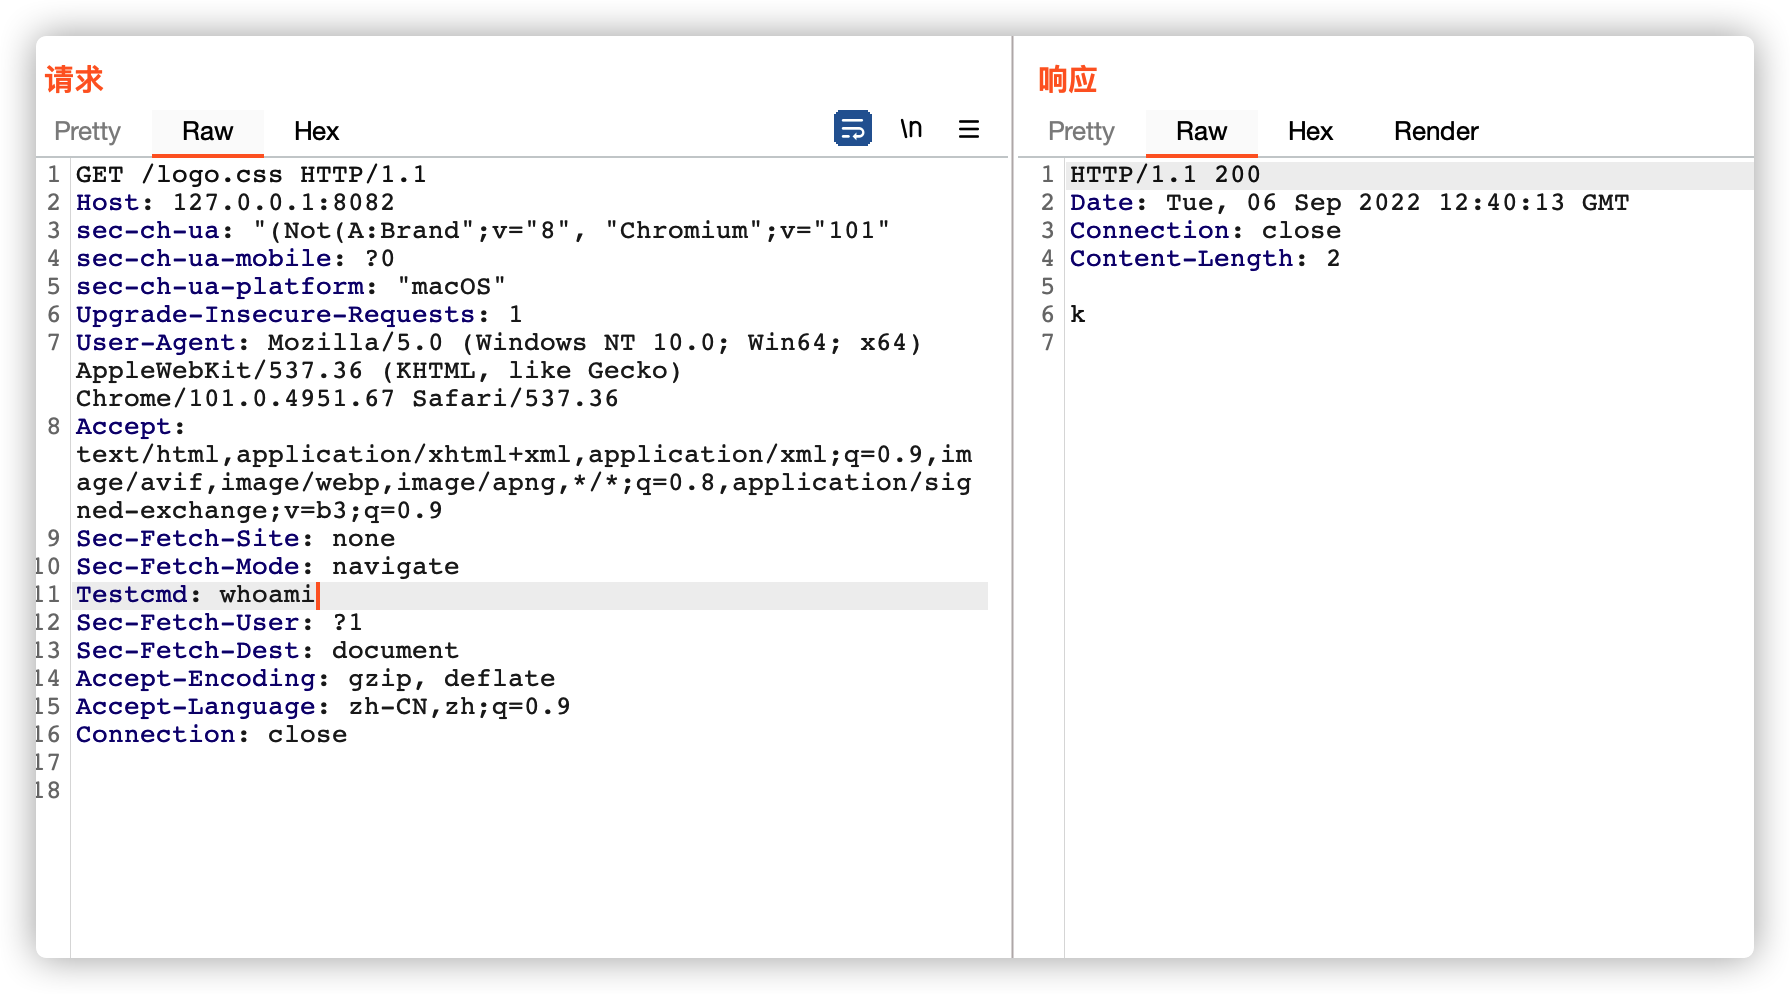 请求
Pretty Raw Hex \n
1 GET /logo.css HTTP/1.1
2 Host: 127.0.0.1:8082
3 sec-ch-ua: "(Not(A:Brand";v="8", "Chromium";v="101"
4 sec-ch-ua-mobile: ?0
5 sec-ch-ua-platform: "macOS"
6 Upgrade-Insecure-Requests: 1
7 User-Agent: Mozilla/5.0 (Windows NT 10.0; Win64; x64)
AppleWebKit/537.36 (KHTML, like Gecko)
Chrome/101.0.4951.67 Safari/537.36
8 Accept:
text/html,application/xhtml+xml,application/xml;q=0.9,im
age/avif,image/webp,image/apng,*/*;q=0.8,application/sig
ned-exchange;v=b3;q=0.9
9 Sec-Fetch-Site: none
10 Sec-Fetch-Mode: navigate
11 Testcmd: whoami
12 Sec-Fetch-User: ?1
13 Sec-Fetch-Dest: document
14 Accept-Encoding: gzip, deflate
15 Accept-Language: zh-CN,zh;q=0.9
16 Connection: close
17
18
响应
Pretty Raw Hex Render
1 HTTP/1.1 200
2 Date: Tue, 06 Sep 2022 12:40:13 GMT
3 Connection: close
4 Content-Length: 2
5
6 k
7